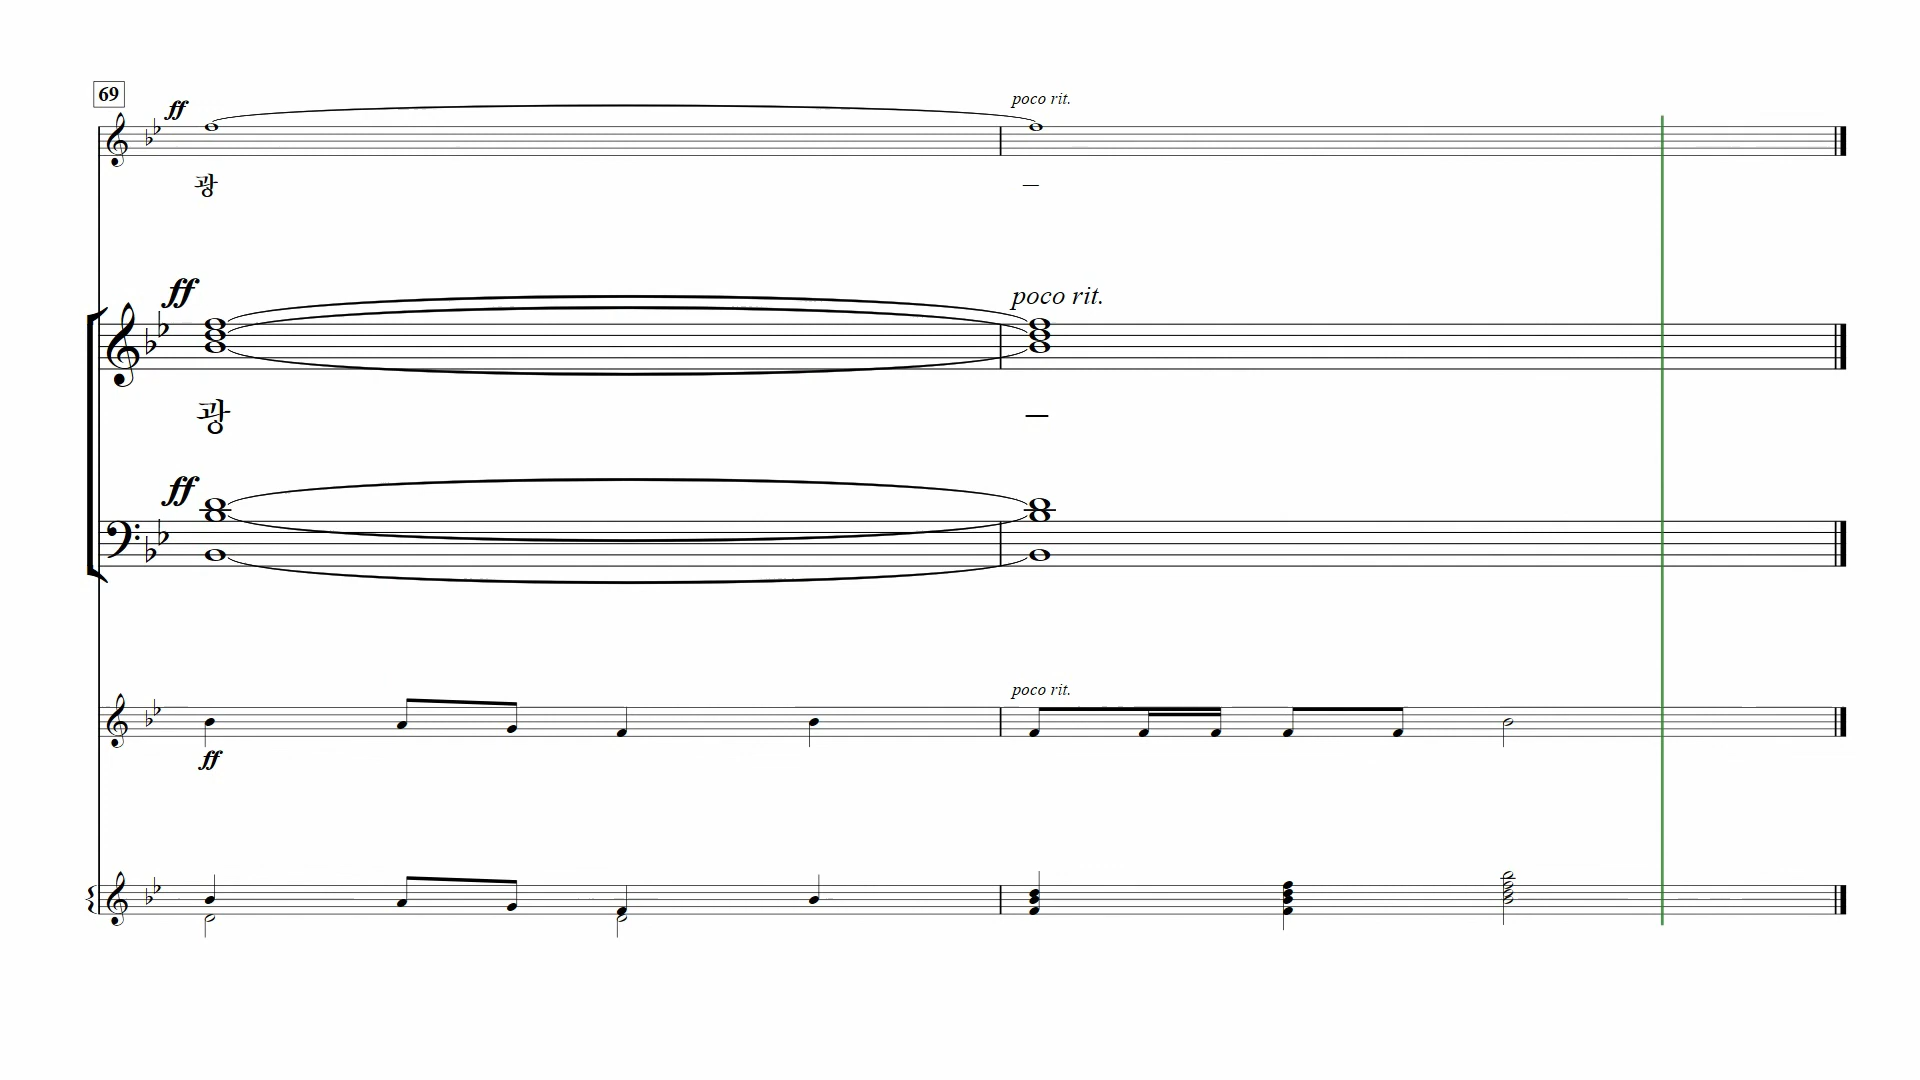 69
ff
poco rit.
광 –
ff
poco rit.
광 –
ff
poco rit.
ff